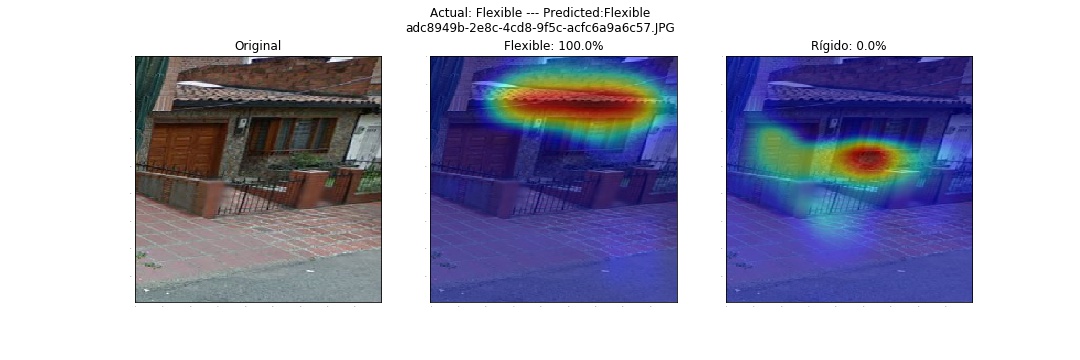 Actual: Flexible --- Predicted:Flexible
adc8949b-2e8c-4cd8-9f5c-acfc6a9a6c57.JPG
Original
Flexible: 100.0%
Rígido: 0.0%